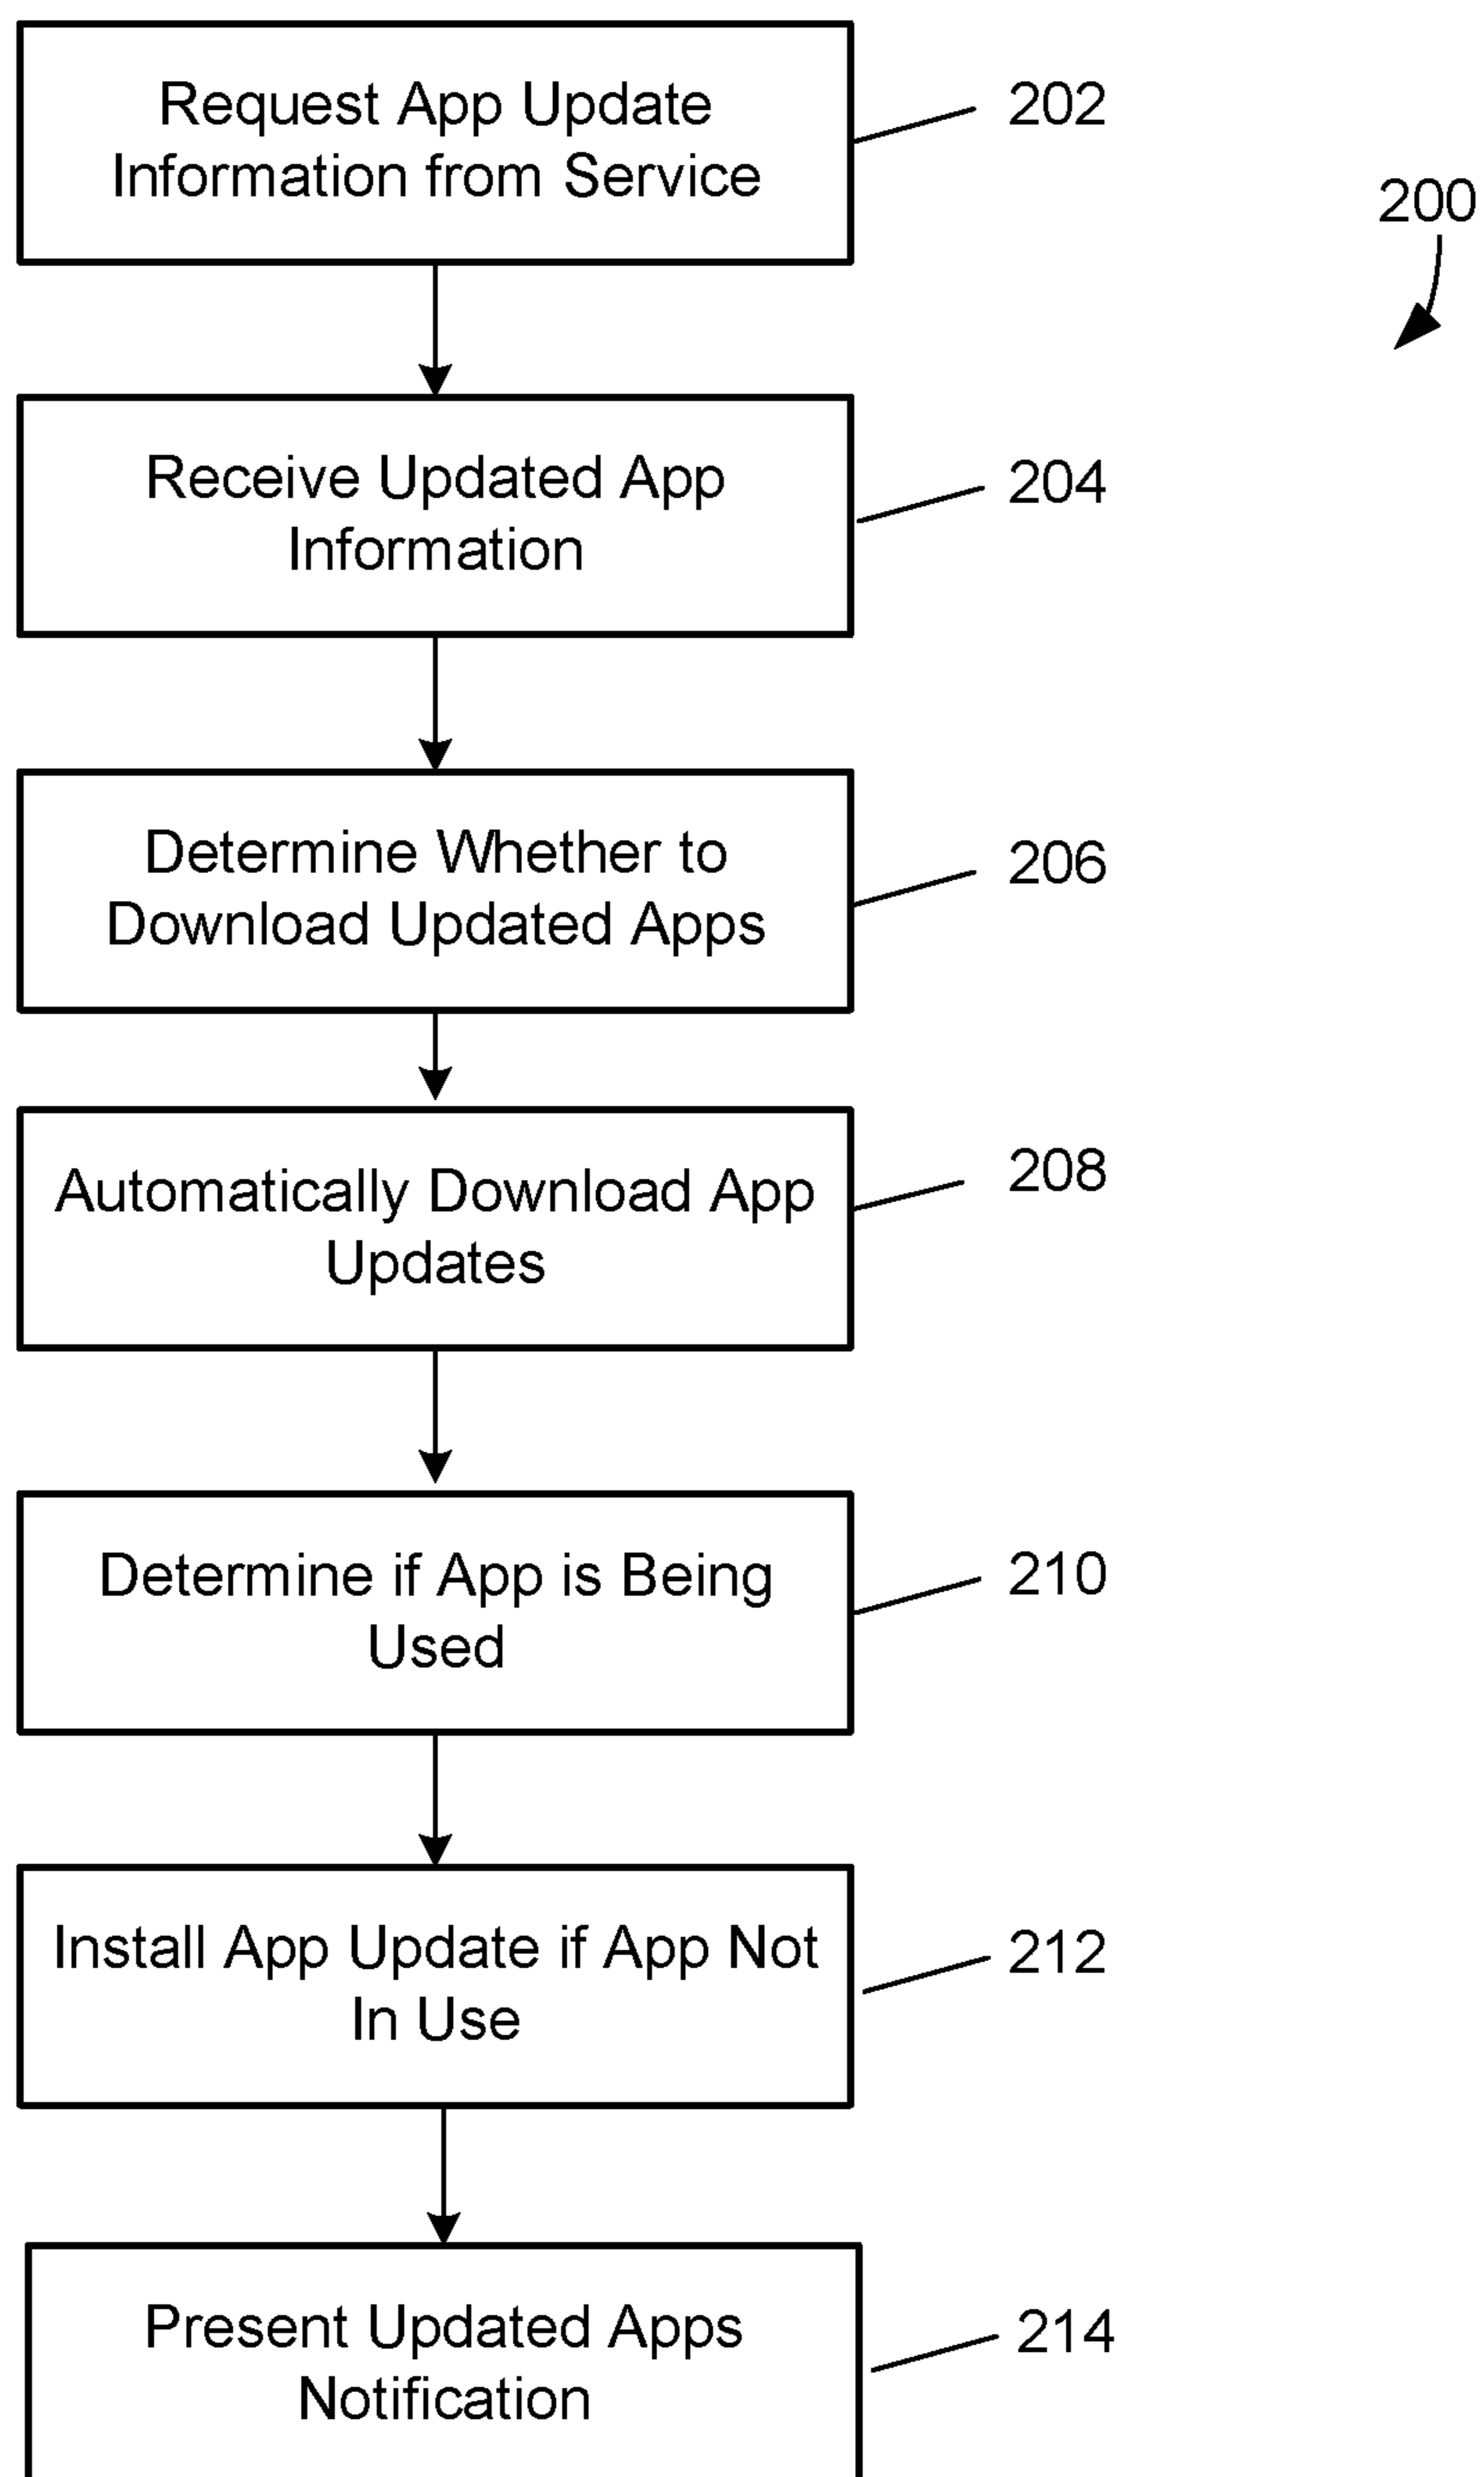 Request App Update
Information from Service
202
200
Receive Updated App
Information
204
Determine Whether to
Download Updated Apps
206
Automatically Download App
Updates
208
Determine if App is Being
Used
210
Install App Update if App Not
In Use
212
Present Updated Apps
Notification
214